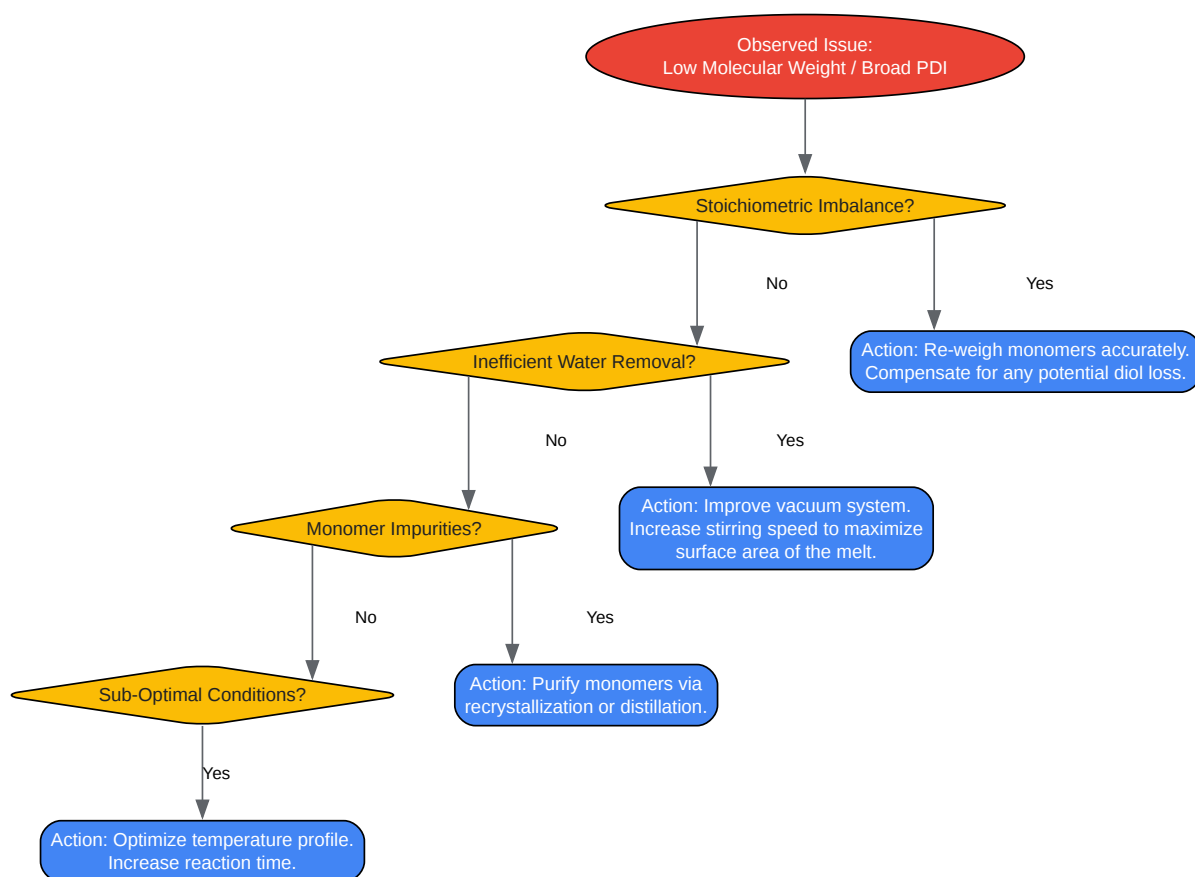 Observed Issue:
Low Molecular Weight / Broad PDI
Stoichiometric Imbalance?
No
Yes
Action: Re-weigh monomers accurately.
Compensate for any potential diol loss.
Inefficient Water Removal?
No
Yes
Action: Improve vacuum system.
Increase stirring speed to maximize
surface area of the melt.
Monomer Impurities?
No
Yes
Action: Purify monomers via
recrystallization or distillation.
Sub-Optimal Conditions?
Yes
Action: Optimize temperature profile.
Increase reaction time.